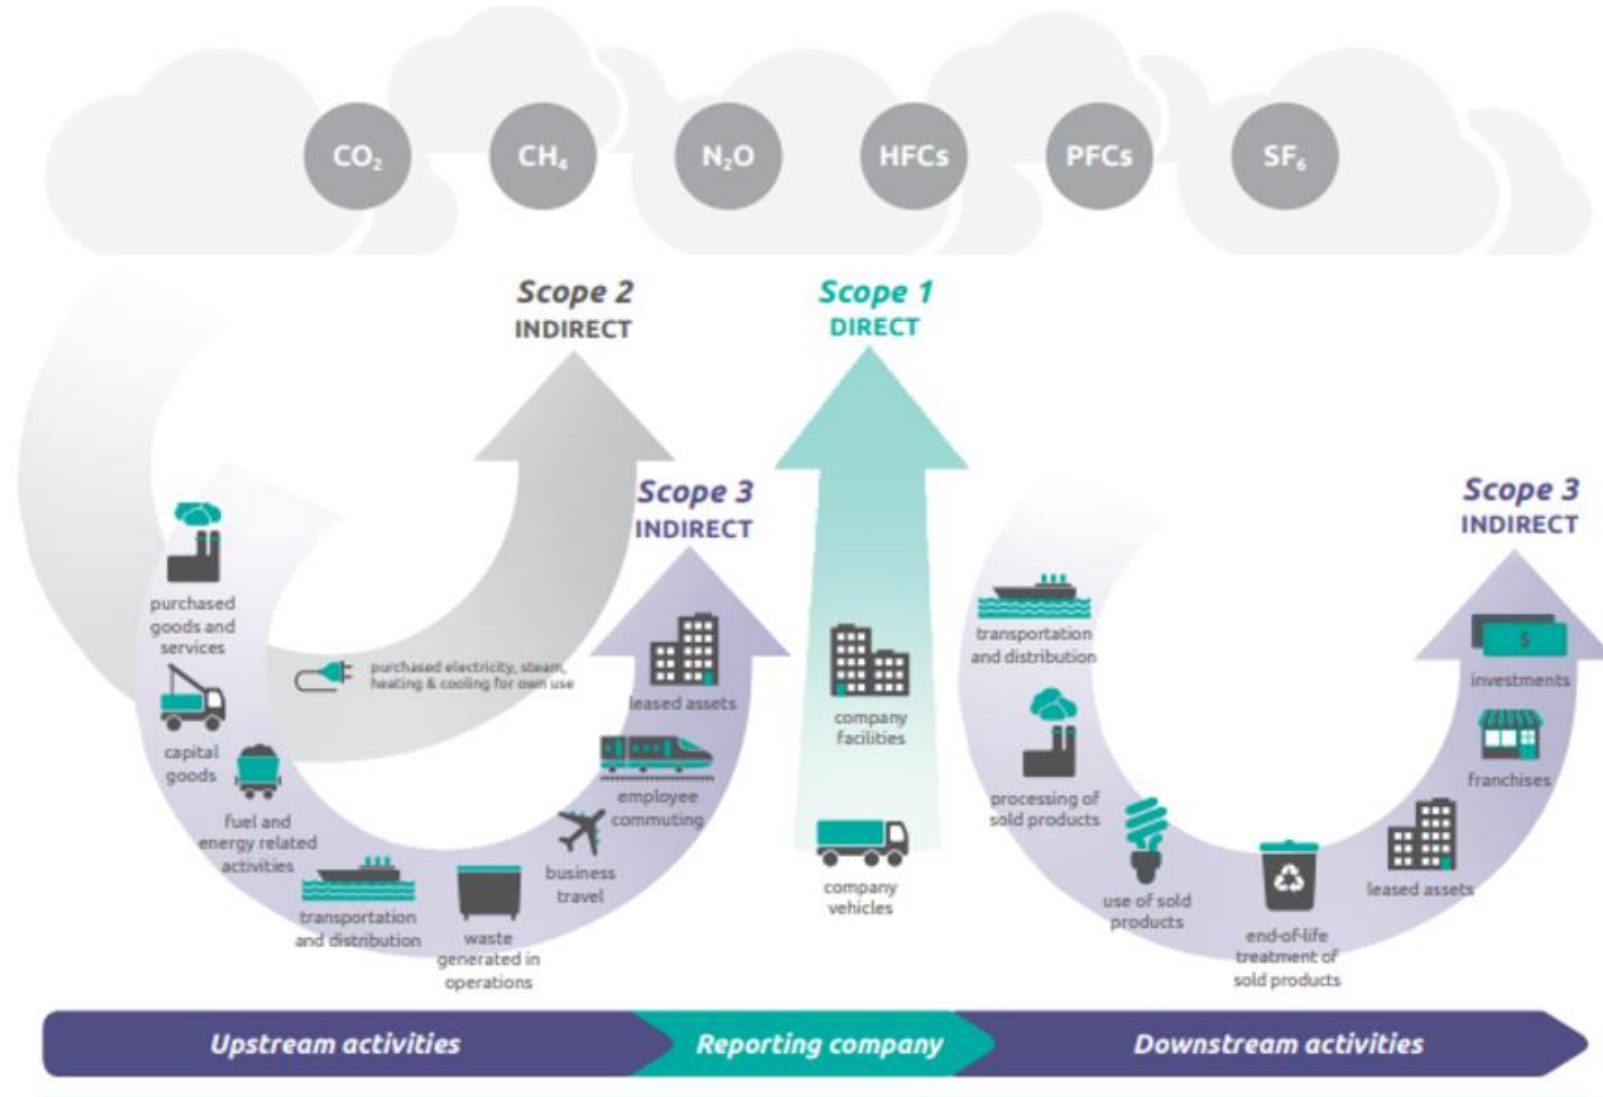 CO₂
CH₄
N₂O
HFCs
PFCs
SF₆
Scope 2
INDIRECT
Scope 1
DIRECT
Scope 3
INDIRECT
Scope 3
INDIRECT
purchased
goods and
services
capital
goods
fuel and
energy related
activities
transportation
and distribution
waste
generated in
operations
business
travel
employee
commuting
leased assets
purchased electricity, steam,
heating & cooling for own use
company
facilities
company
vehicles
transportation
and distribution
processing of
sold products
use of sold
products
end-of-life
treatment of
sold products
leased assets
franchises
$
investments
Upstream activities
Reporting company
Downstream activities